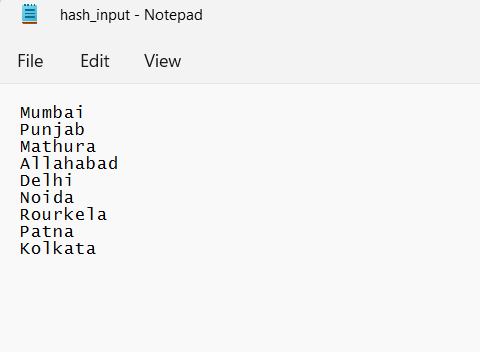 hash_input - Notepad
File Edit View
Mumbai
Punjab
Mathura
Allahabad
Delhi
Noida
Rourkela
Patna
Kolkata